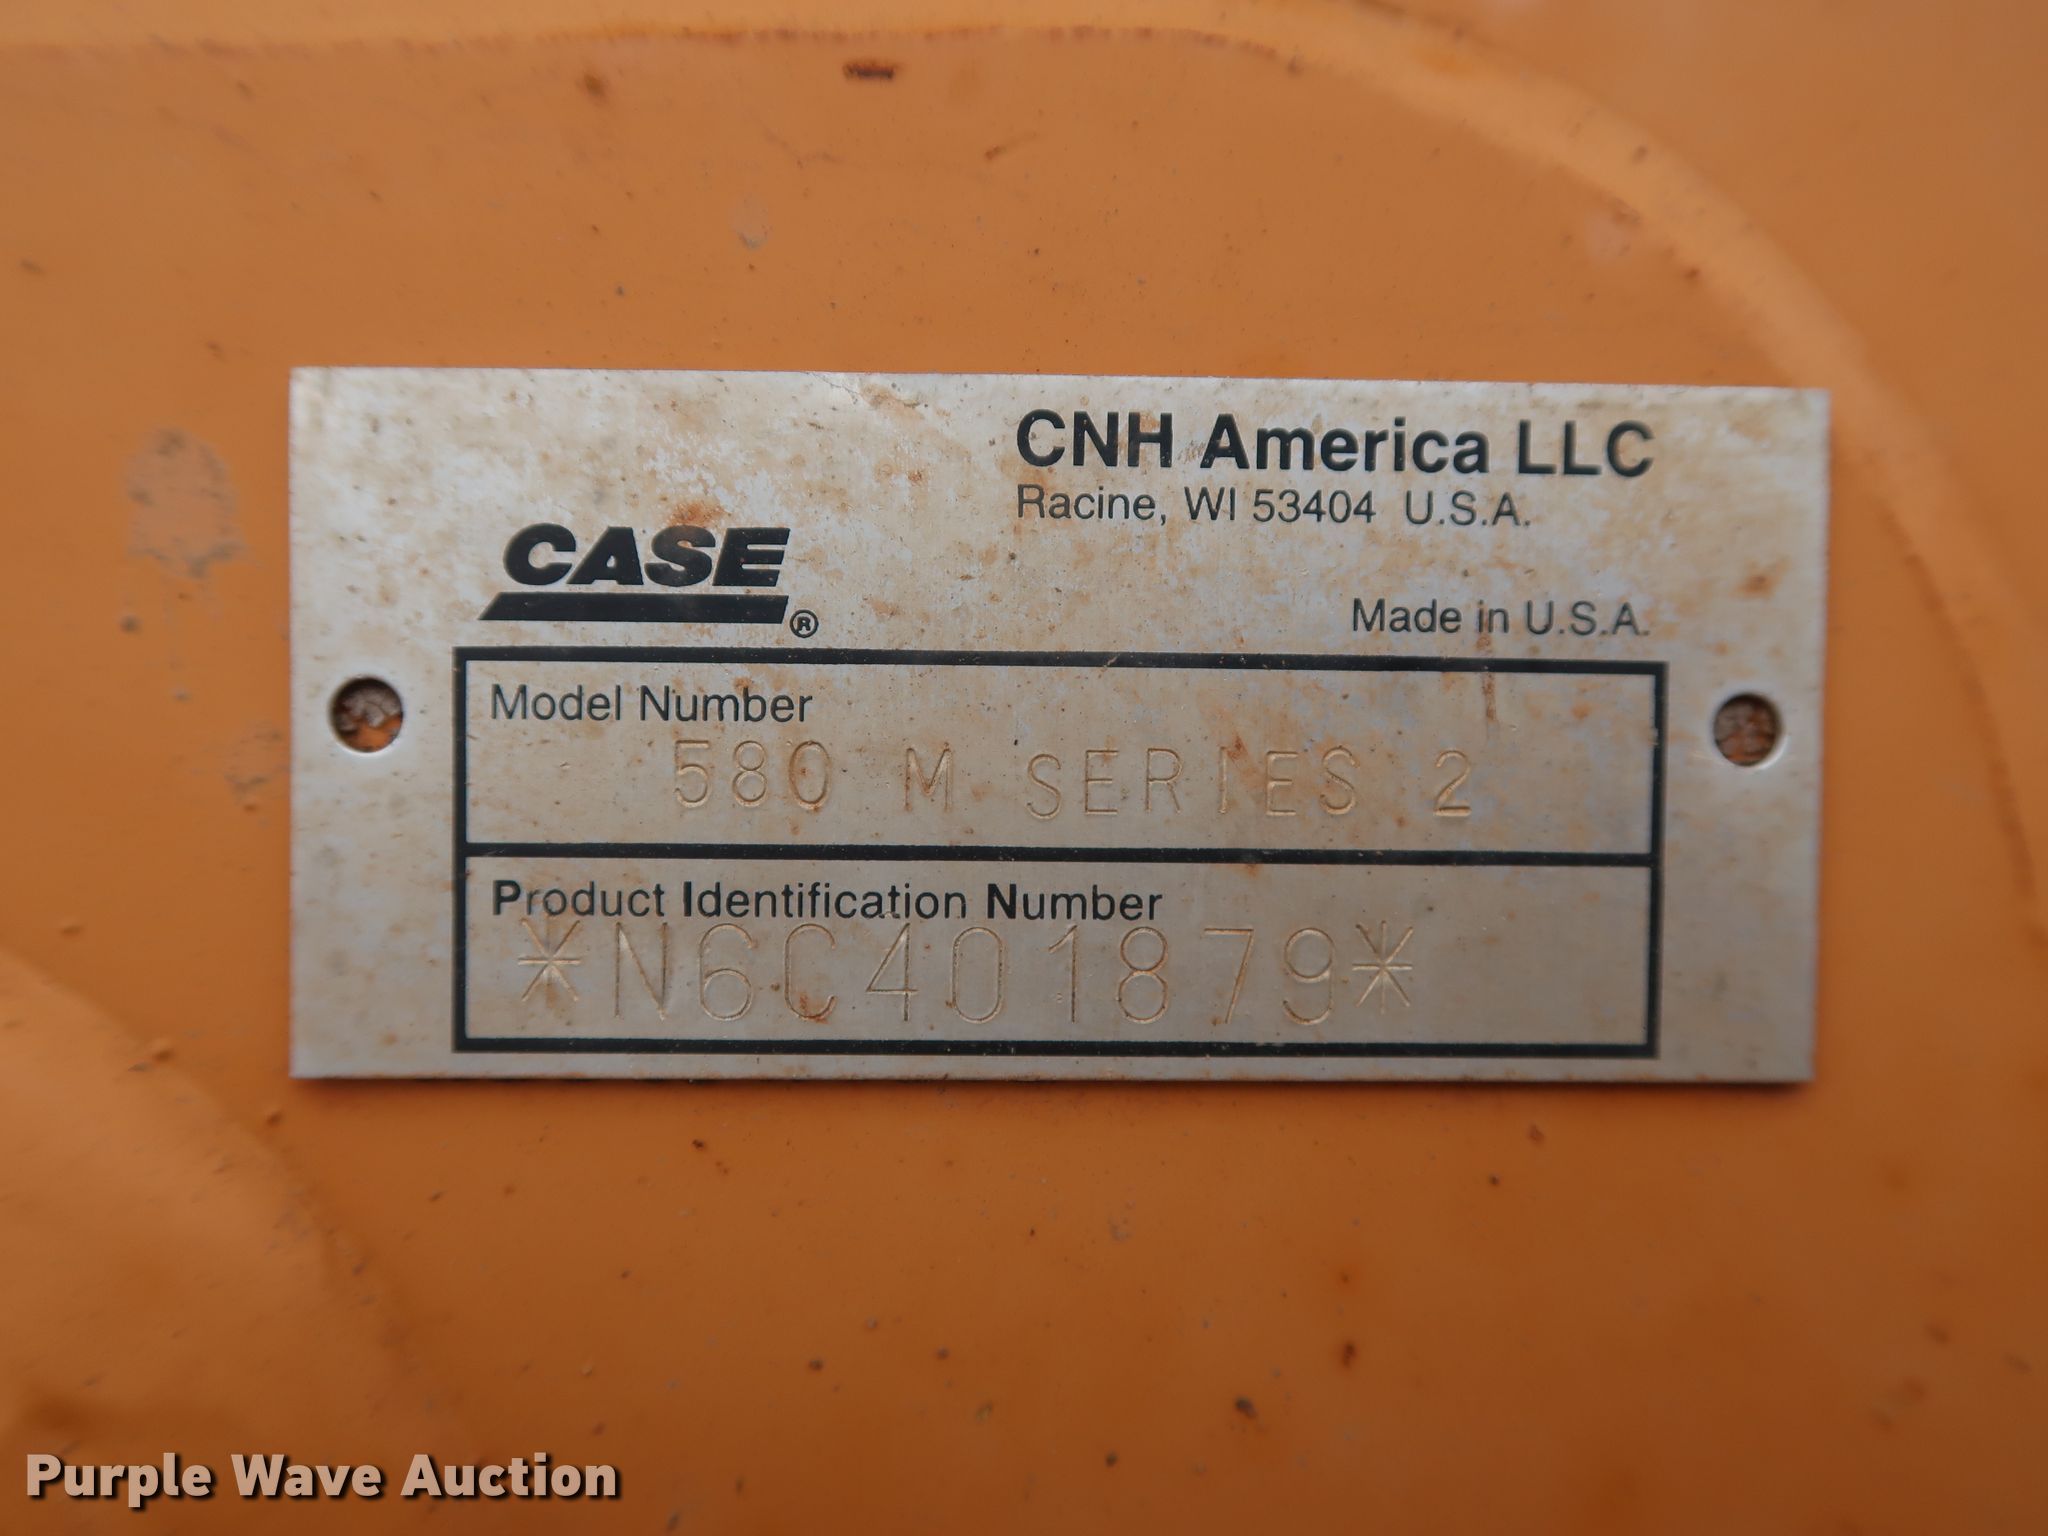 CNH America LLC
Racine, WI 53404 U.S.A.
CASE®
Made in U.S.A.
Model Number
580 M SERIES 2
Product Identification Number
*N6C401879*
Purple Wave Auction